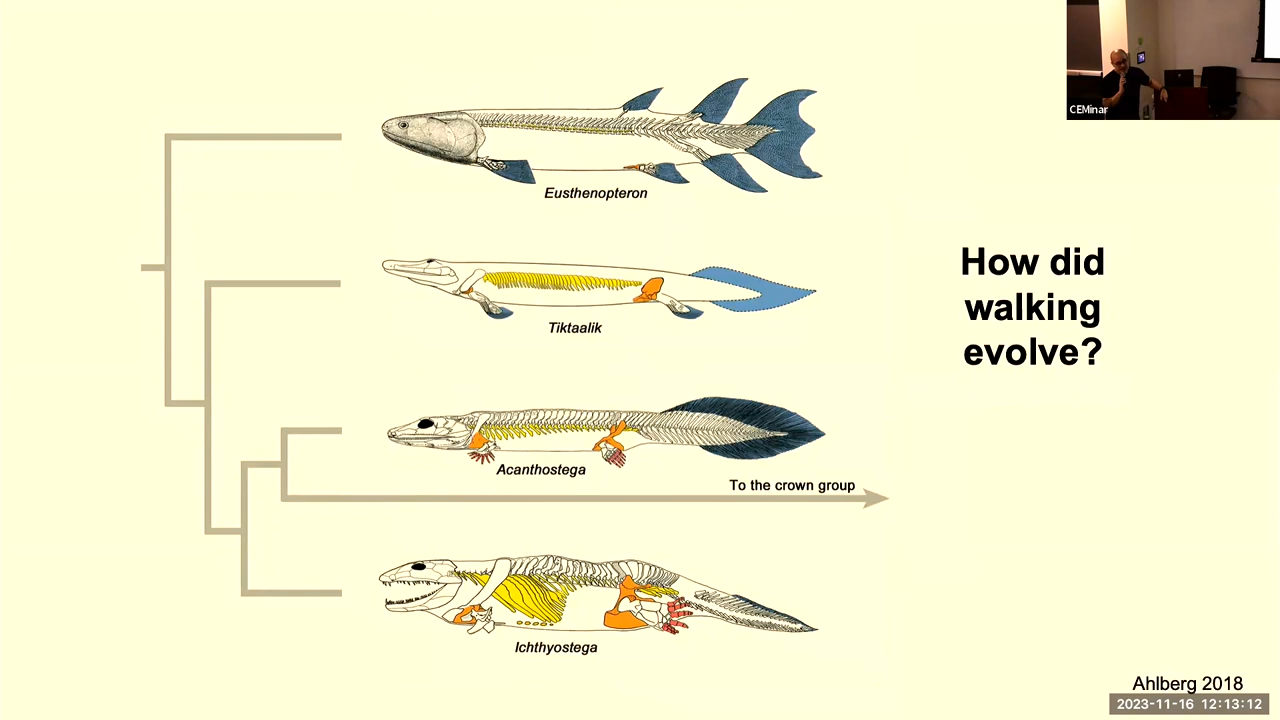 CEMinar
Eusthenopteron
How did
walking
evolve?
Tiktaalik
Acanthostega
To the crown group
Ichthyostega
Ahlberg 2018
2023-11-16 12:13:12